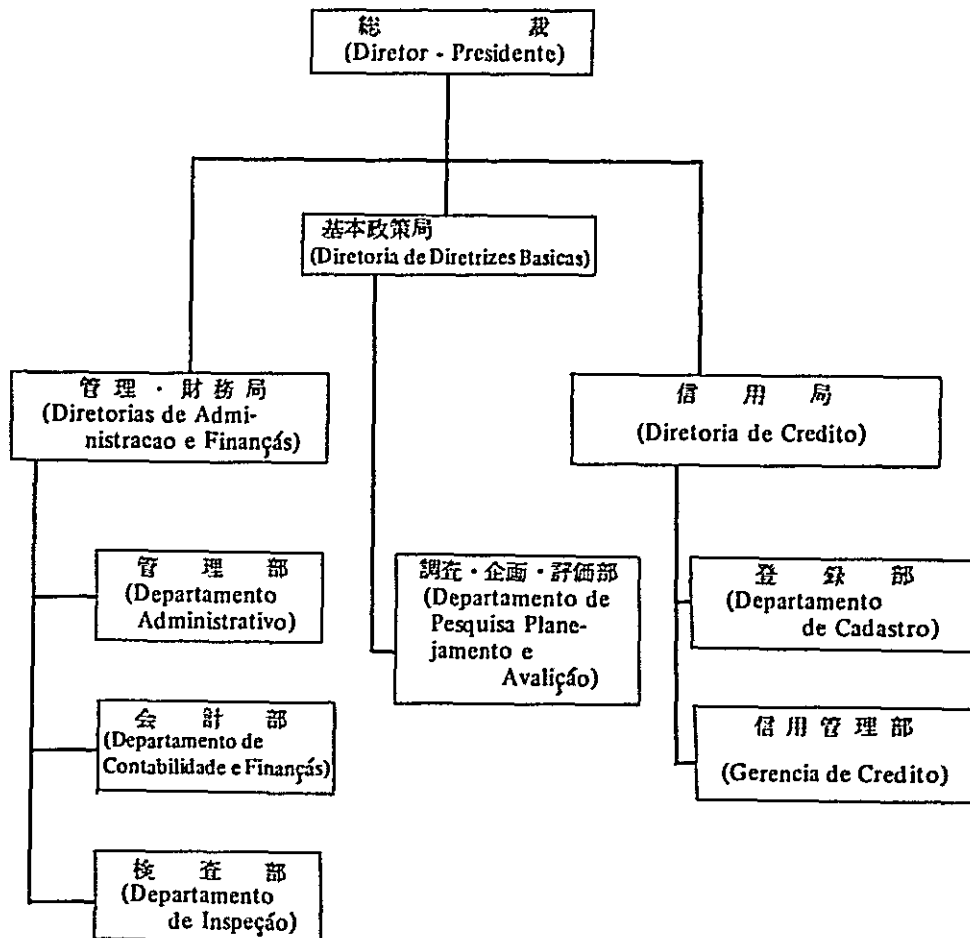 総裁
(Diretor - Presidente)
基本政策局
(Diretoria de Diretrizes Basicas)
管理・財務局
(Diretorias de Admi-
nistracao e Finançás)
信用局
(Diretoria de Credito)
管理部
(Departamento
Administrativo)
調査・企画・評価部
(Departamento de
Pesquisa Plane-
jamento e
Avalição)
登録部
(Departamento
de Cadastro)
会計部
(Departamento de
Contabilidade e Finançás)
信用管理部
(Gerencia de Credito)
検査部
(Departamento
de Inspeção)